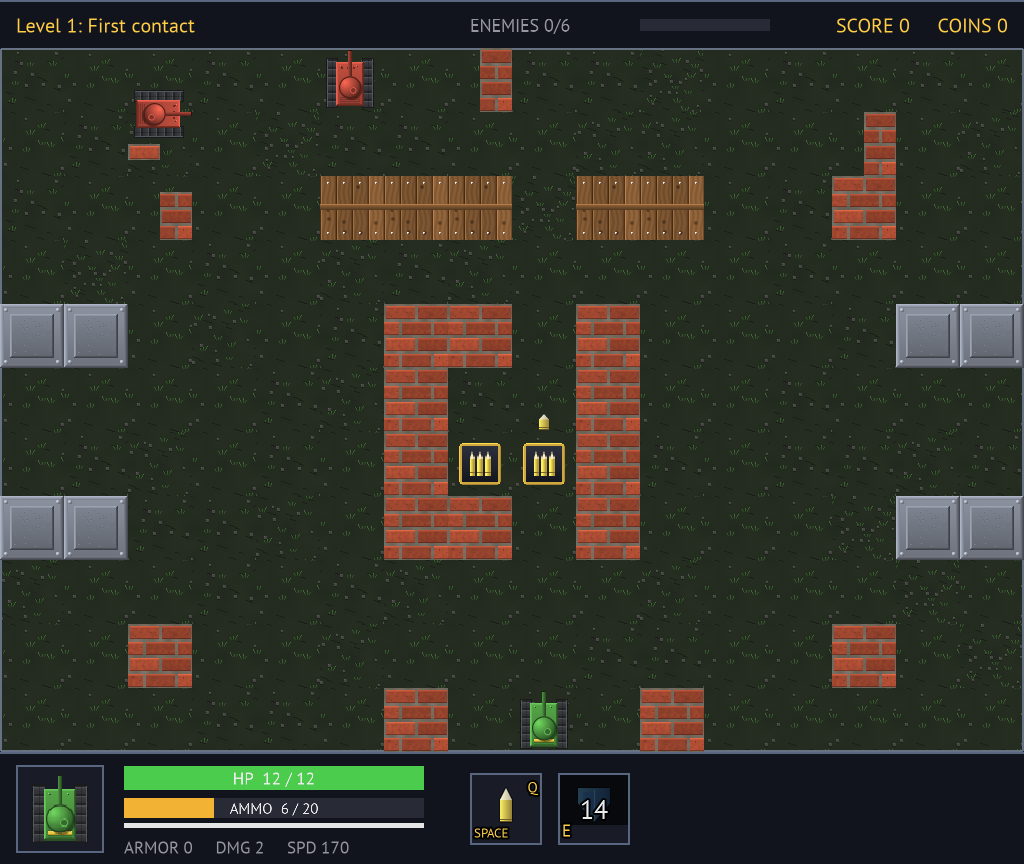 Level 1: First contact
ENEMIES 0/6
SCORE 0
COINS 0
HP 12 / 12
AMMO 6 / 20
ARMOR 0
DMG 2
SPD 170
Q
SPACE
14
E